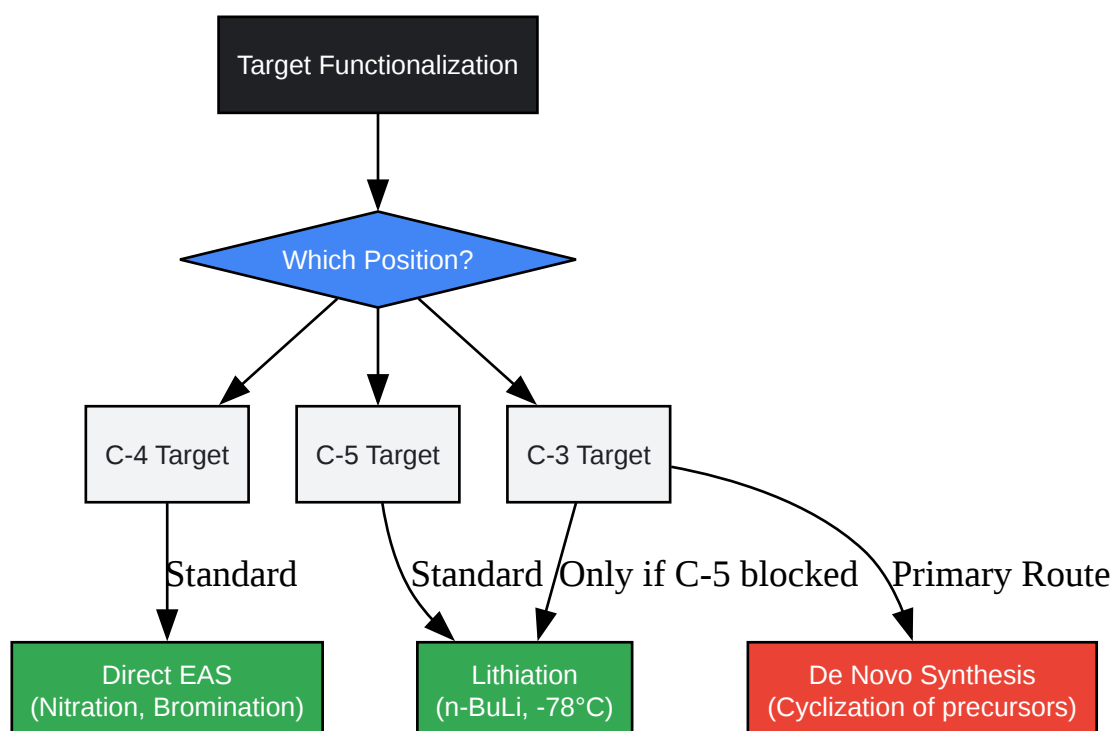 Target Functionalization
Which Position?
C-4 Target
C-5 Target
C-3 Target
Standard
Standard
Only if C-5 blocked
Primary Route
Direct EAS
(Nitration, Bromination)
Lithiation
(n-BuLi, -78°C)
De Novo Synthesis
(Cyclization of precursors)